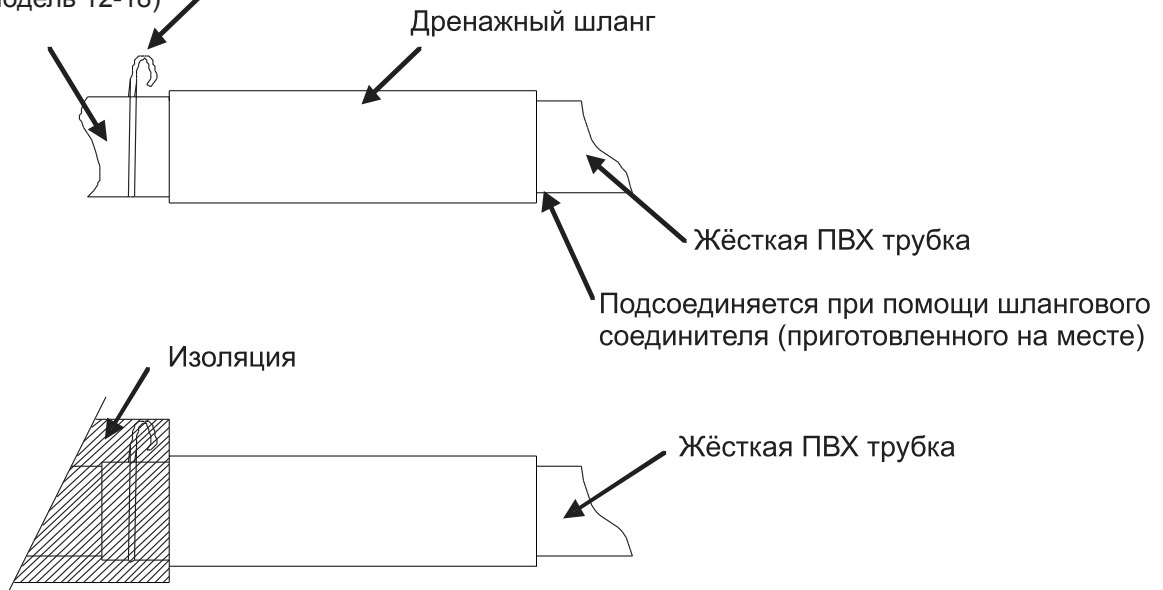 модель 12-18)
Дренажный шланг
Жёсткая ПВХ трубка
Подсоединяется при помощи шлангового
соединителя (приготовленного на месте)
Изоляция
Жёсткая ПВХ трубка